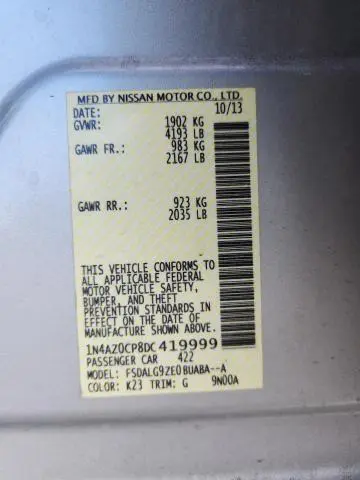 MFD BY NISSAN MOTOR CO., LTD.
DATE: 10/13
GVWR: 1902 KG
4193 LB
GAWR FR.: 983 KG
2167 LB
GAWR RR.: 923 KG
2035 LB
THIS VEHICLE CONFORMS TO
ALL APPLICABLE FEDERAL
MOTOR VEHICLE SAFETY,
BUMPER, AND THEFT
PREVENTION STANDARDS IN
EFFECT ON THE DATE OF
MANUFACTURE SHOWN ABOVE.
1N4AZ0CP8DC419999
PASSENGER CAR 422
MODEL: FSDALG9ZE0BUABA--A
COLOR: K23 TRIM: G 9N00A